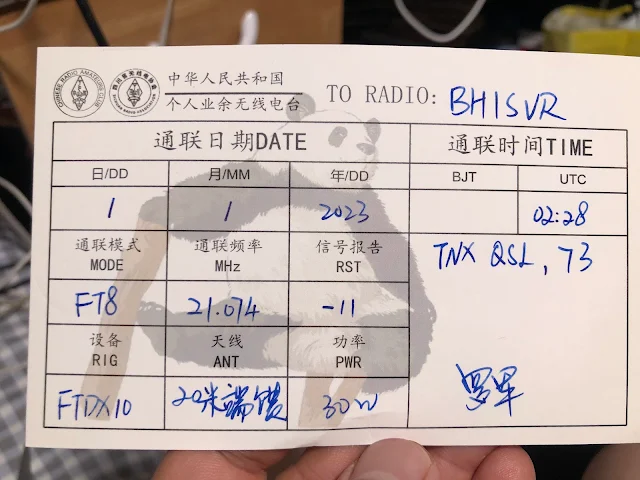 中华人民共和国
个人业余无线电台
TO RADIO: BH1SVR
通联日期DATE 通联时间TIME
日/DD 月/MM 年/DD BJT UTC
1 1 2023 02:28
通联模式 通联频率 信号报告
MODE MHz RST
TNX QSL, 73
FT8 21.074 -11
设备 天线 功率
RIG ANT PWR
FTDX10 20米端馈 30W
罗军